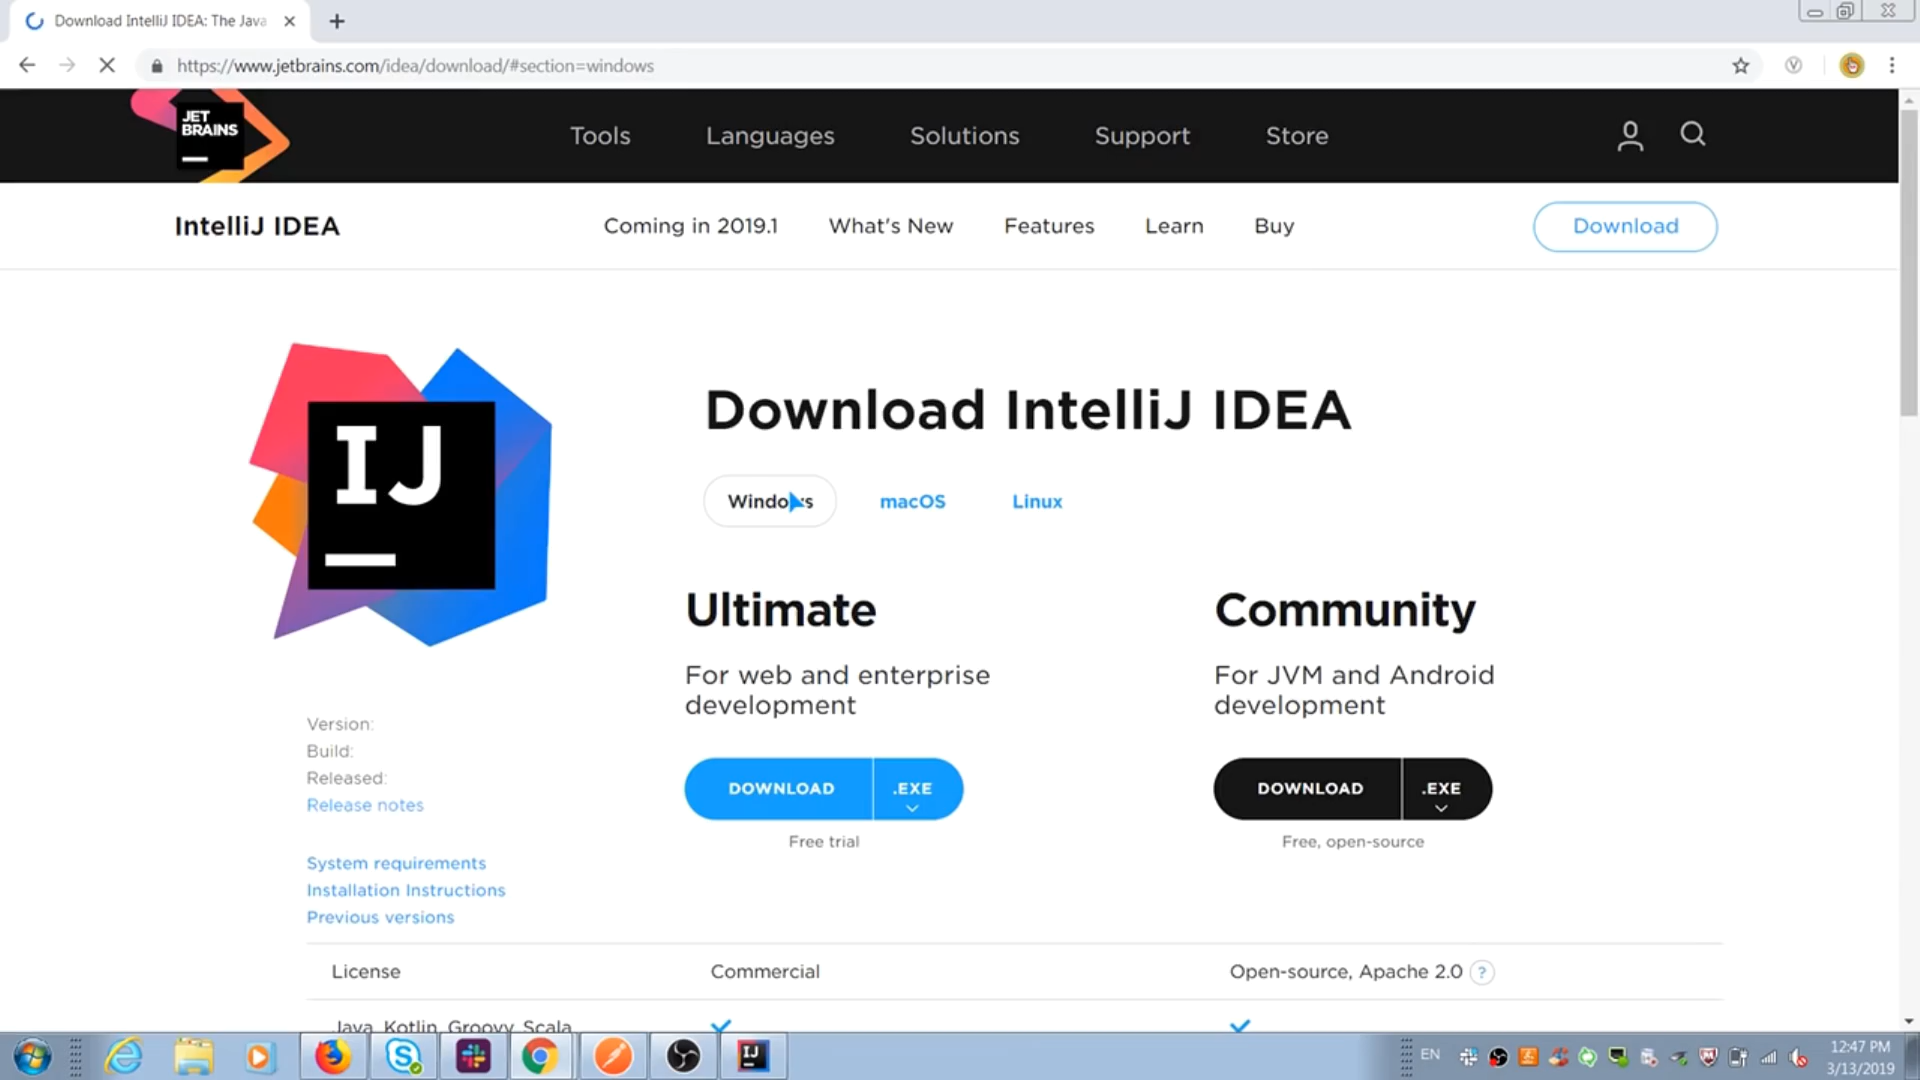 Download IntelliJ IDEA: The Java
https://www.jetbrains.com/idea/download/#section=windows
JET
BRAINS
Tools
Languages
Solutions
Support
Store
IntelliJ IDEA
Coming in 2019.1
What's New
Features
Learn
Buy
Download
IJ
Download IntelliJ IDEA
Windows
macOS
Linux
Ultimate
For web and enterprise
development
DOWNLOAD
.EXE
Free trial
Community
For JVM and Android
development
DOWNLOAD
.EXE
Free, open-source
Version:
Build:
Released:
Release notes
System requirements
Installation Instructions
Previous versions
License
Commercial
Open-source, Apache 2.0 ?
Java, Kotlin, Groovy, Scala
IJ
EN
12:47 PM
3/13/2019